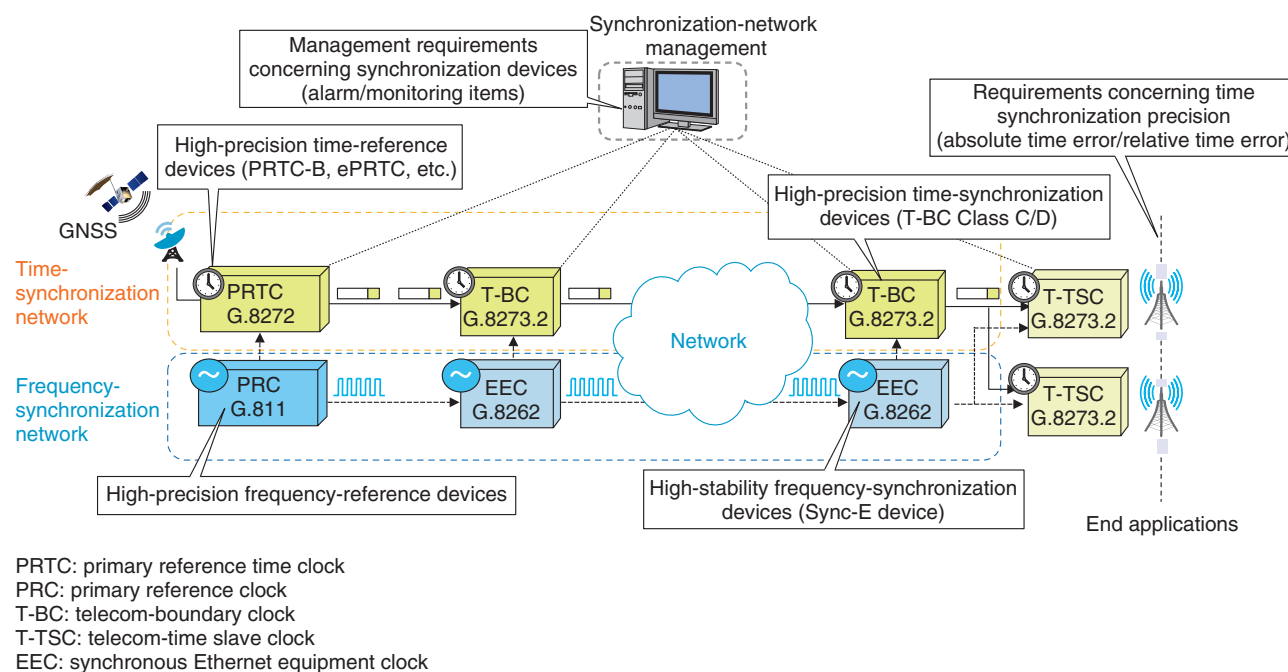 Synchronization-network
management
Management requirements
concerning synchronization devices
(alarm/monitoring items)
Requirements concerning time
synchronization precision
(absolute time error/relative time error)
High-precision time-reference
devices (PRTC-B, ePRTC, etc.)
High-precision time-synchronization
devices (T-BC Class C/D)
GNSS
Time-
synchronization
network
PRTC
G.8272
T-BC
G.8273.2
T-BC
G.8273.2
T-TSC
G.8273.2
Network
Frequency-
synchronization
network
PRC
G.811
EEC
G.8262
EEC
G.8262
T-TSC
G.8273.2
High-precision frequency-reference devices
High-stability frequency-synchronization
devices (Sync-E device)
End applications
PRTC: primary reference time clock
PRC: primary reference clock
T-BC: telecom-boundary clock
T-TSC: telecom-time slave clock
EEC: synchronous Ethernet equipment clock